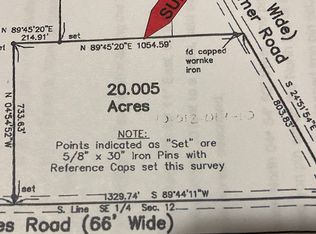 N 89'45'20"E
214.91'
set
N 89'45'20"E 1054.59'
SU
Wide)
ner Road
fd capped
warnke
iron
S 24'51'54"E
803.83'
20.005
Acres
N 04'54'52"W
733.63'
NOTE:
Points indicated as "Set" are
5/8" x 30" Iron Pins with
Reference Caps set this survey
set
1329.74' S 89'44'11"W
S. Line SE 1/4 Sec. 12
es Road (66' Wide)